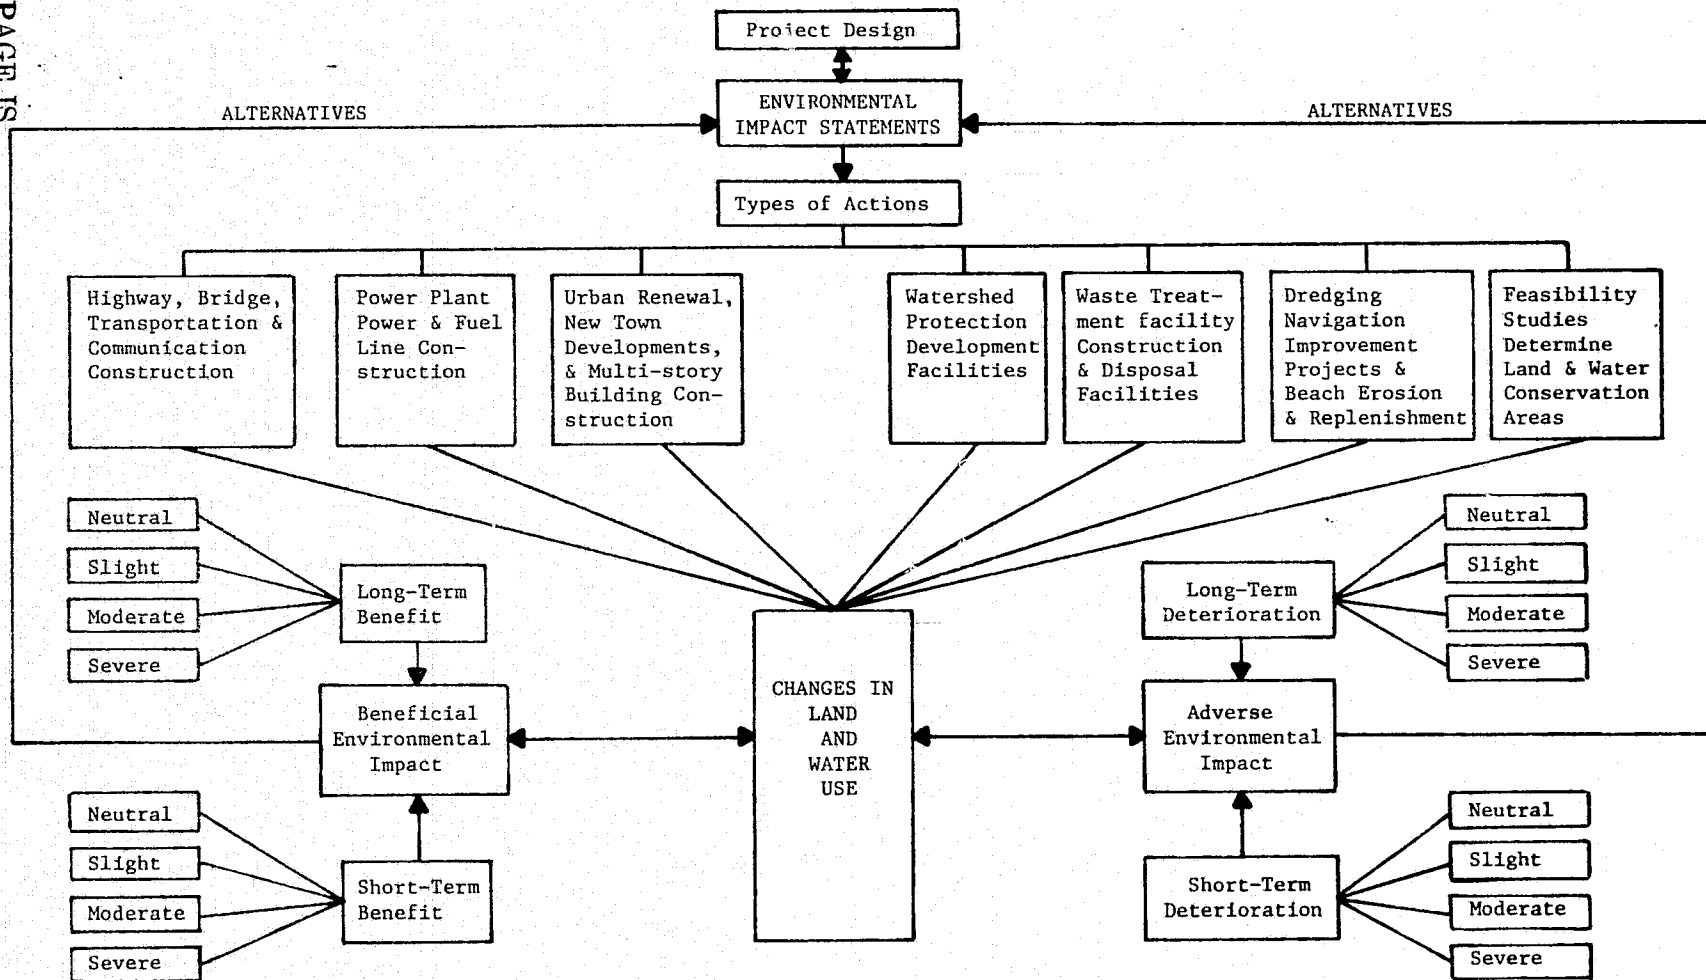 PAGE IS
Project Design
ENVIRONMENTAL
IMPACT STATEMENTS
ALTERNATIVES
ALTERNATIVES
Types of Actions
Highway, Bridge,
Transportation &
Communication
Construction
Power Plant
Power & Fuel
Line Con-
struction
Urban Renewal,
New Town
Developments,
& Multi-story
Building Con-
struction
Watershed
Protection
Development
Facilities
Waste Treat-
ment facility
Construction
& Disposal
Facilities
Dredging
Navigation
Improvement
Projects &
Beach Erosion
& Replenishment
Feasibility
Studies
Determine
Land & Water
Conservation
Areas
Neutral
Slight
Moderate
Severe
Long-Term
Benefit
Beneficial
Environmental
Impact
Neutral
Slight
Moderate
Severe
Short-Term
Benefit
CHANGES IN
LAND
AND
WATER
USE
Long-Term
Deterioration
Neutral
Slight
Moderate
Severe
Adverse
Environmental
Impact
Short-Term
Deterioration
Neutral
Slight
Moderate
Severe